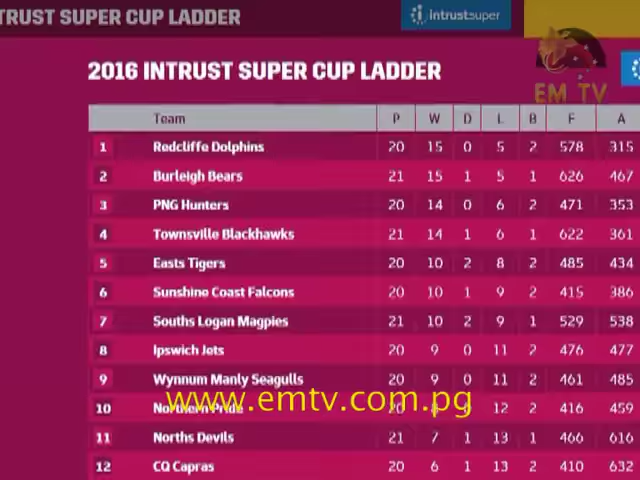 TRUST SUPER CUP LADDER
intrustsuper
2016 INTRUST SUPER CUP LADDER
EM TV
Team P W D L B F A
1 Redcliffe Dolphins 20 15 0 5 2 578 315
2 Burleigh Bears 21 15 1 5 1 626 467
3 PNG Hunters 20 14 0 6 2 471 353
4 Townsville Blackhawks 21 14 1 6 1 622 361
5 Easts Tigers 20 10 2 8 2 485 434
6 Sunshine Coast Falcons 20 10 1 9 2 415 386
7 Souths Logan Magpies 21 10 2 9 1 529 538
8 Ipswich Jets 20 9 0 11 2 476 477
9 Wynnum Manly Seagulls 20 9 0 11 2 461 485
www.emtv.com.pg
10 Northern Pride 20 12 2 416 459
11 Norths Devils 21 7 1 13 1 466 616
12 CQ Capras 20 6 1 13 2 410 632